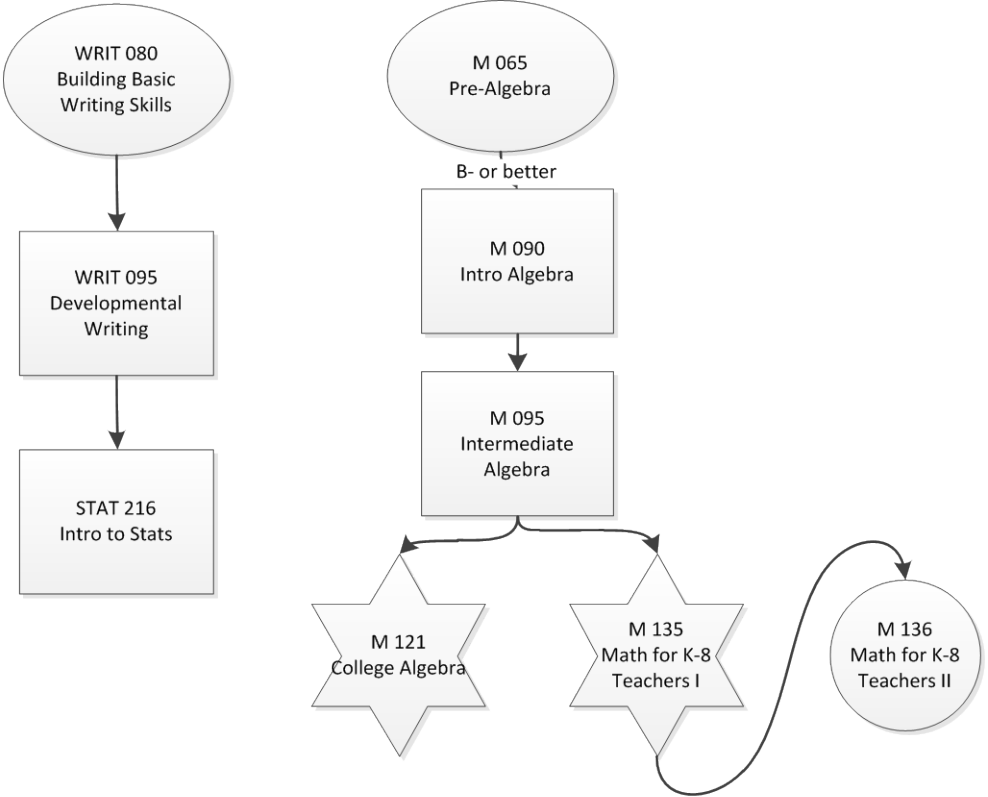 WRIT 080
Building Basic
Writing Skills
WRIT 095
Developmental
Writing
STAT 216
Intro to Stats
M 065
Pre-Algebra
B- or better
M 090
Intro Algebra
M 095
Intermediate
Algebra
M 121
College Algebra
M 135
Math for K-8
Teachers I
M 136
Math for K-8
Teachers II